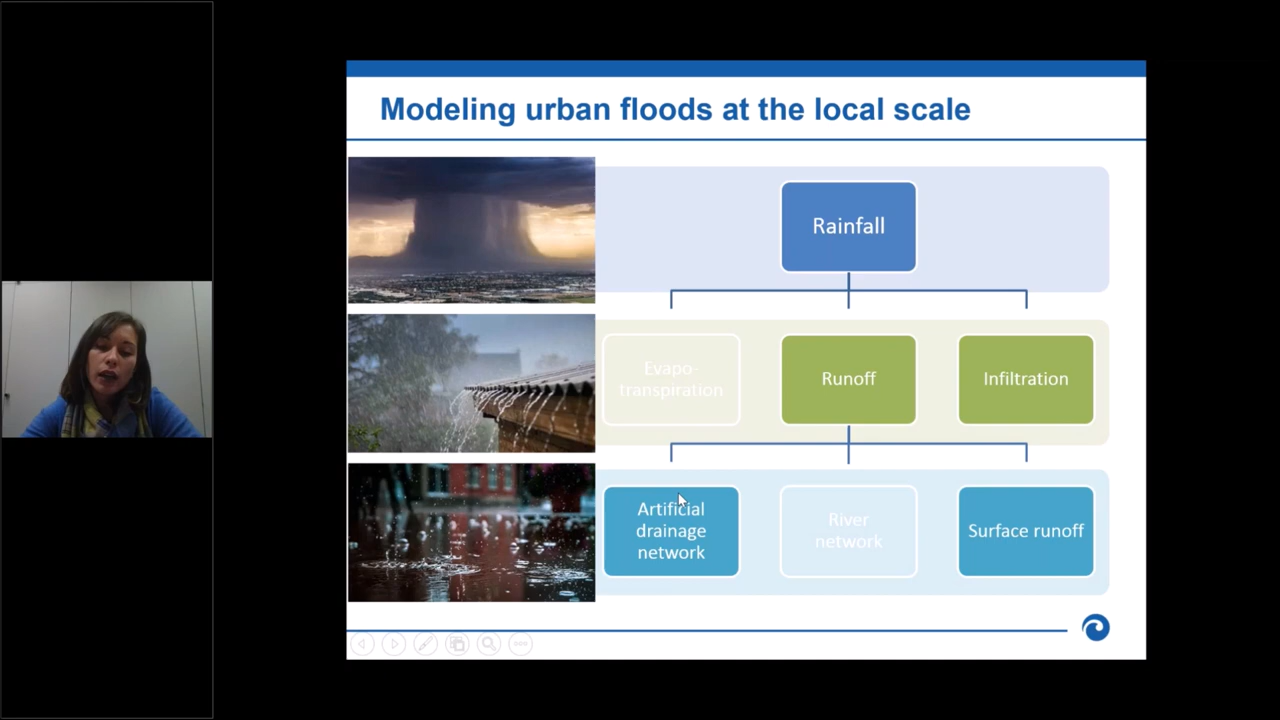 Modeling urban floods at the local scale
Rainfall
Evapo-
transpiration
Runoff
Infiltration
Artificial
drainage
network
River
network
Surface runoff